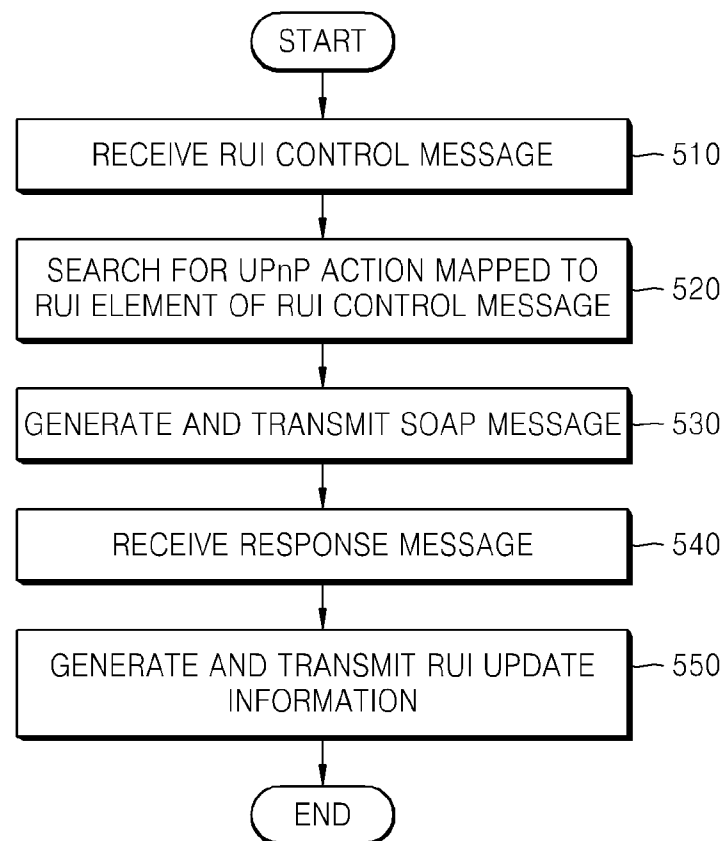 START
RECEIVE RUI CONTROL MESSAGE
510
SEARCH FOR UPnP ACTION MAPPED TO
RUI ELEMENT OF RUI CONTROL MESSAGE
520
GENERATE AND TRANSMIT SOAP MESSAGE
530
RECEIVE RESPONSE MESSAGE
540
GENERATE AND TRANSMIT RUI UPDATE
INFORMATION
550
END